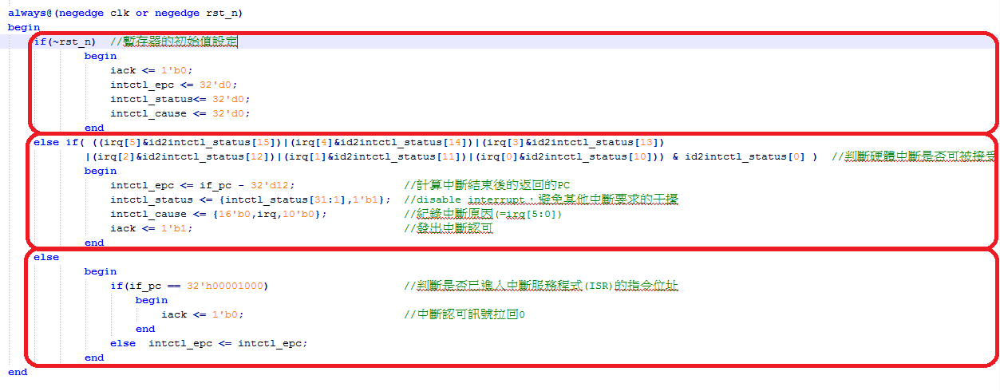 always@(negedge clk or negedge rst_n)
begin
if(~rst_n) //暫存器的初始值設定
begin
iack <= 1'b0;
intctl_epc <= 32'd0;
intctl_status<= 32'd0;
intctl_cause <= 32'd0;
end
else if( ((irq[5]&id2intctl_status[15])|(irq[4]&id2intctl_status[14])|(irq[3]&id2intctl_status[13])
|(irq[2]&id2intctl_status[12])|(irq[1]&id2intctl_status[11])|(irq[0]&id2intctl_status[10])) & id2intctl_status[0] ) //判斷硬體中斷是否可被接受
begin
intctl_epc <= if_pc - 32'd12; //計算中斷結束後的返回的PC
intctl_status <= {intctl_status[31:1],1'b1}; //disable interrupt,避免其他中斷要求的干擾
intctl_cause <= {16'b0,irq,10'b0}; //紀錄中斷原因(=irq[5:0])
iack <= 1'b1; //發出中斷認可
end
else
begin
if(if_pc == 32'h00001000) //判斷是否已進入中斷服務程式(ISR)的指令位址
begin
iack <= 1'b0; //中斷認可訊號拉回0
end
else intctl_epc <= intctl_epc;
end
end